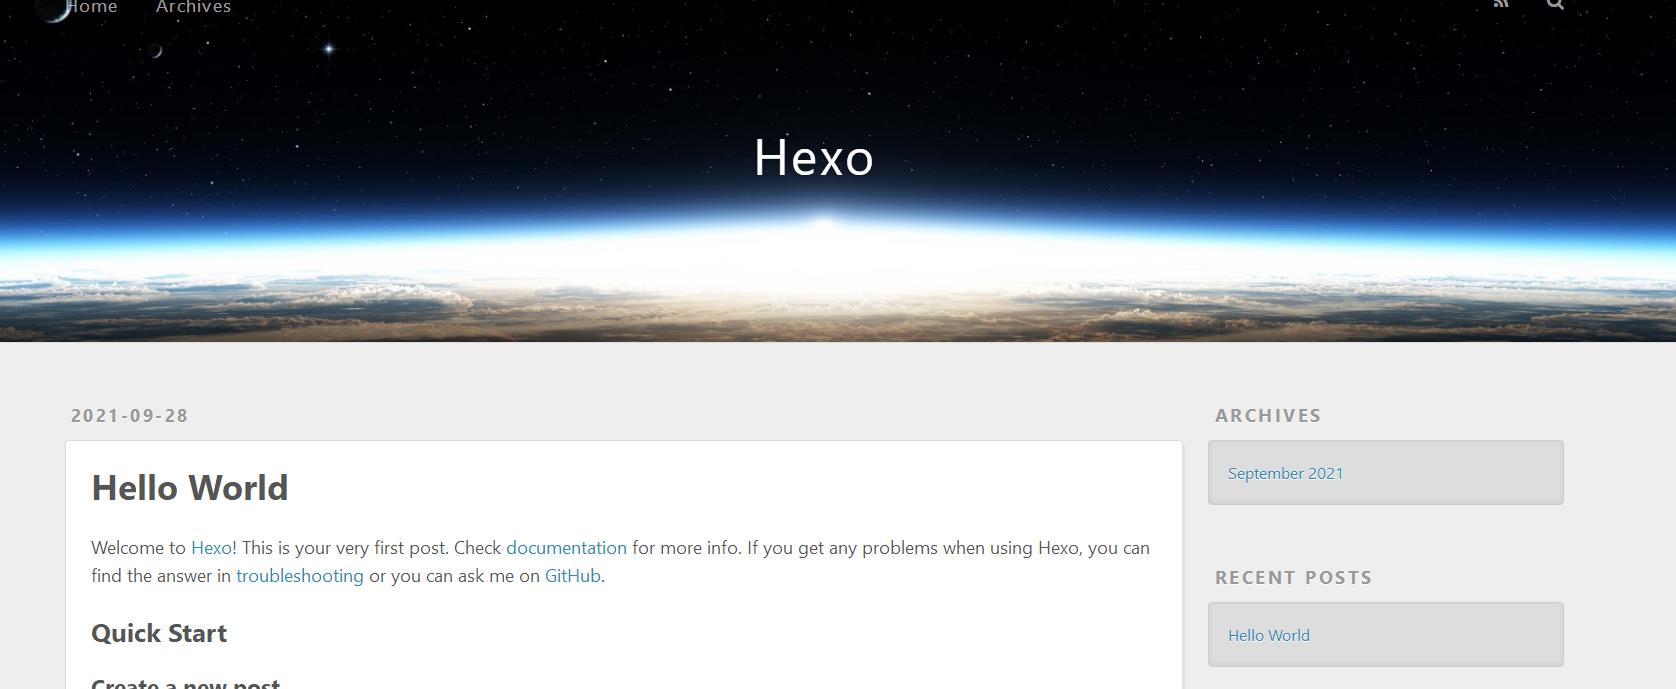 Home Archives
Hexo
2021-09-28
Hello World
Welcome to Hexo! This is your very first post. Check documentation for more info. If you get any problems when using Hexo, you can
find the answer in troubleshooting or you can ask me on GitHub.
Quick Start
Create a new post
ARCHIVES
September 2021
RECENT POSTS
Hello World